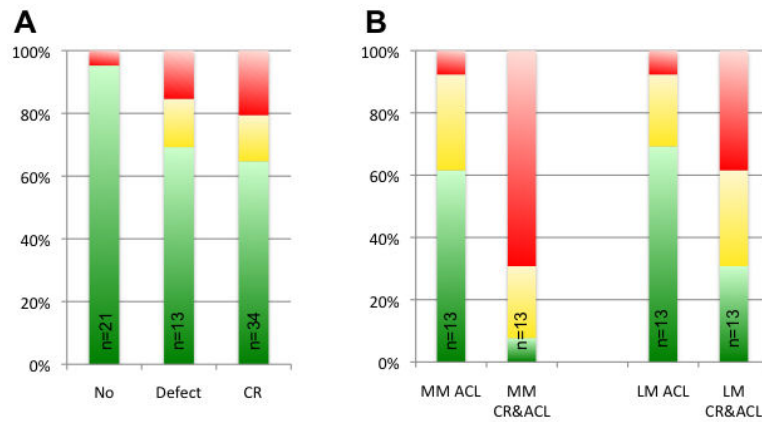 A
100%
80%
60%
40%
20%
0%
n=21
n=13
n=34
No
Defect
CR
B
100%
80%
60%
40%
20%
0%
n=13
n=13
n=13
n=13
MM ACL
MM
CR&ACL
LM ACL
LM
CR&ACL